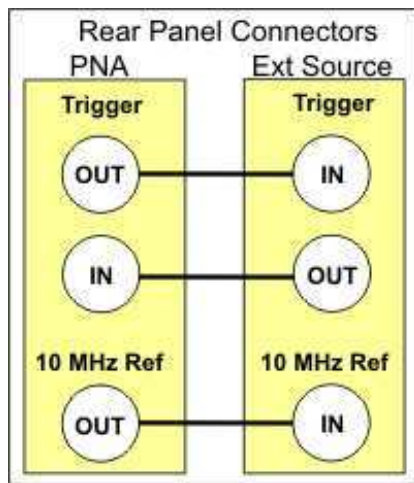 Rear Panel Connectors
PNA Ext Source
Trigger Trigger
OUT IN
IN OUT
10 MHz Ref 10 MHz Ref
OUT IN